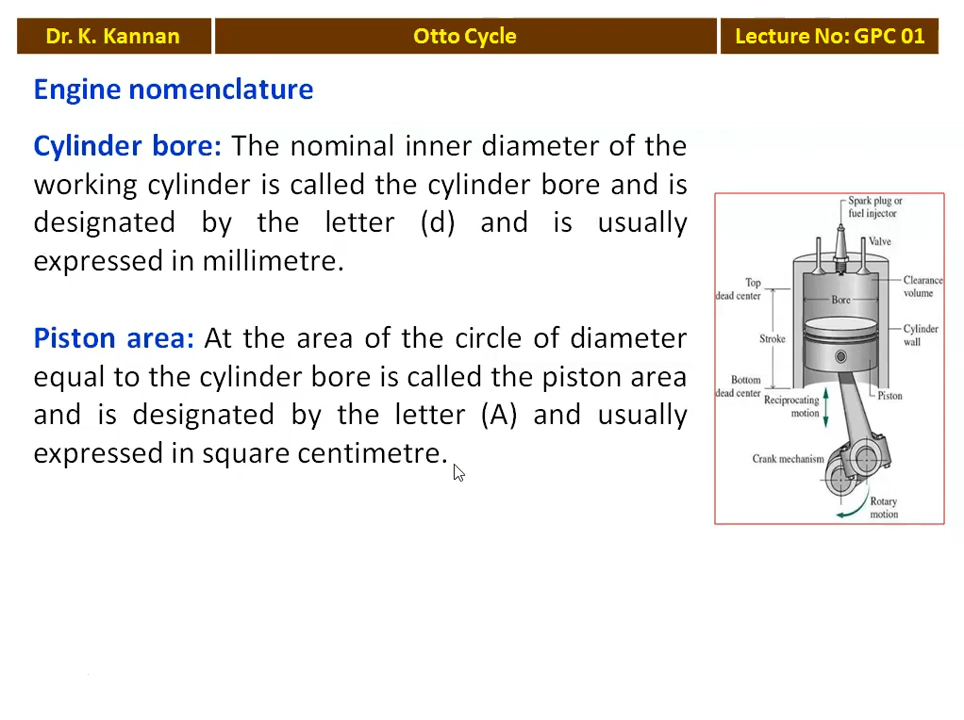 Dr. K. Kannan
Otto Cycle
Lecture No: GPC 01
Engine nomenclature
Cylinder bore: The nominal inner diameter of the
working cylinder is called the cylinder bore and is
designated by the letter (d) and is usually
expressed in millimetre.
Piston area: At the area of the circle of diameter
equal to the cylinder bore is called the piston area
and is designated by the letter (A) and usually
expressed in square centimetre.
Spark plug or
fuel injector
Valve
Top
dead center
Clearance
volume
Bore
Stroke
Cylinder
wall
Bottom
dead center
Reciprocating
motion
Piston
Crank mechanism
Rotary
motion